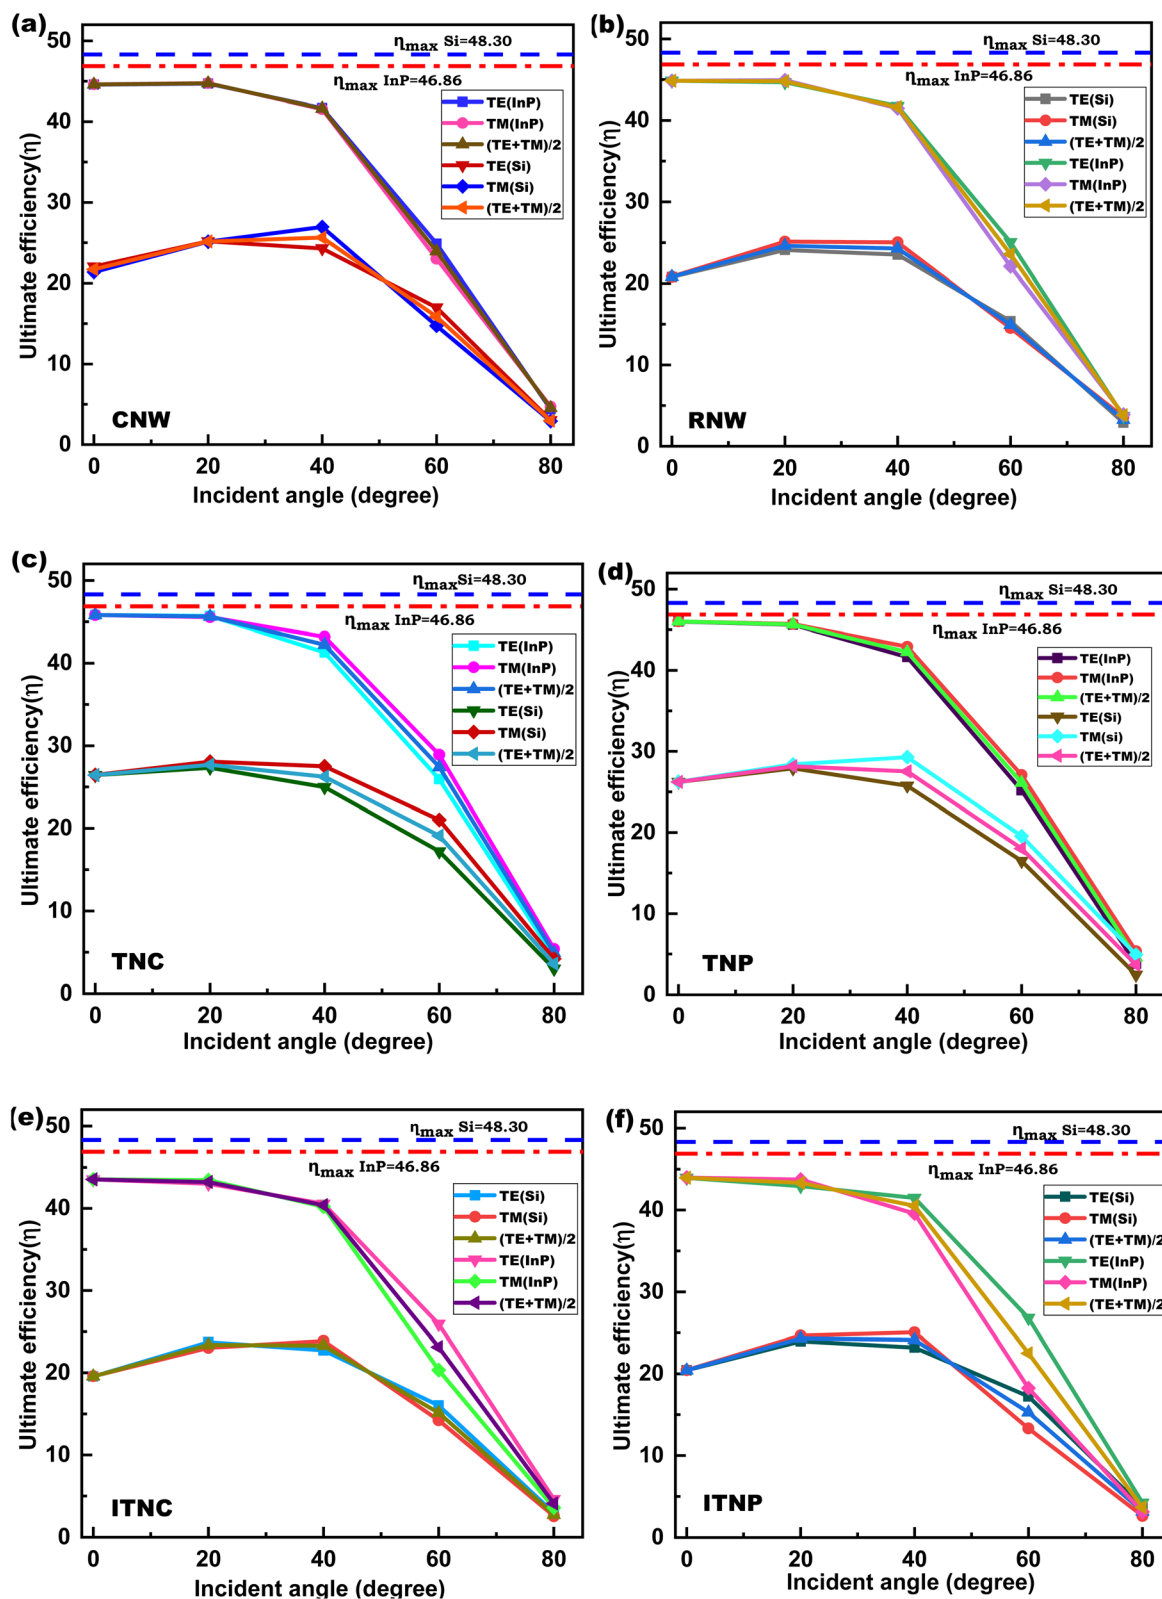 (a)
50
40
30
20
10
0
Ultimate efficiency(η)
ηmax Si=48.30
ηmax InP=46.86
TE(InP)
TM(InP)
(TE+TM)/2
TE(Si)
TM(Si)
(TE+TM)/2
CNW
0 20 40 60 80
Incident angle (degree)
(b)
50
40
30
20
10
0
Ultimate efficiency(η)
ηmax Si=48.30
ηmax InP=46.86
TE(Si)
TM(Si)
(TE+TM)/2
TE(InP)
TM(InP)
(TE+TM)/2
RNW
0 20 40 60 80
Incident angle (degree)
(c)
50
40
30
20
10
0
Ultimate efficiency(η)
ηmaxSi=48.30
ηmax InP=46.86
TE(InP)
TM(InP)
(TE+TM)/2
TE(Si)
TM(Si)
(TE+TM)/2
TNC
0 20 40 60 80
Incident angle (degree)
(d)
50
40
30
20
10
0
Ultimate efficiency(η)
ηmax Si=48.30
ηmax InP=46.86
TE(InP)
TM(InP)
(TE+TM)/2
TE(Si)
TM(si)
(TE+TM)/2
TNP
0 20 40 60 80
Incident angle (degree)
(e)
50
40
30
20
10
0
Ultimate efficiency(η)
ηmax Si=48.30
ηmax InP=46.86
TE(Si)
TM(Si)
(TE+TM)/2
TE(InP)
TM(InP)
(TE+TM)/2
ITNC
0 20 40 60 80
Incident angle (degree)
(f)
50
40
30
20
10
0
Ultimate efficiency(η)
ηmax Si=48.30
ηmax InP=46.86
TE(Si)
TM(Si)
(TE+TM)/2
TE(InP)
TM(InP)
(TE+TM)/2
ITNP
0 20 40 60 80
Incident angle (degree)